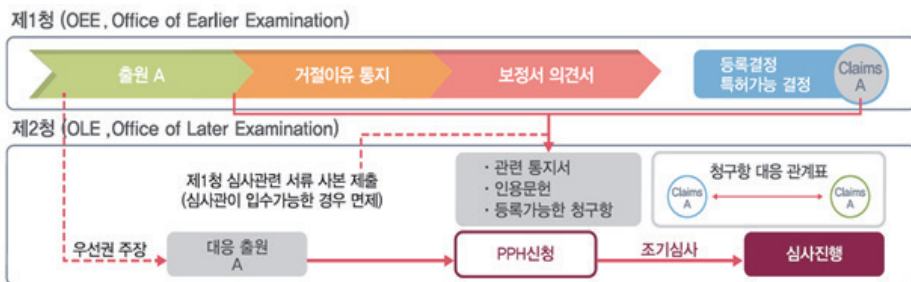 제1청 (OEE, Office of Earlier Examination)
출원 A
거절이유 통지
보정서 의견서
등록결정
특허가능 결정
Claims
A
제2청 (OLE ,Office of Later Examination)
제1청 심사관련 서류 사본 제출
(심사관이 입수가능한 경우 면제)
· 관련 통지서
· 인용문헌
· 등록가능한 청구항
청구항 대응 관계표
Claims
A
Claims
A
우선권 주장
대응 출원
A
PPH신청
조기심사
심사진행